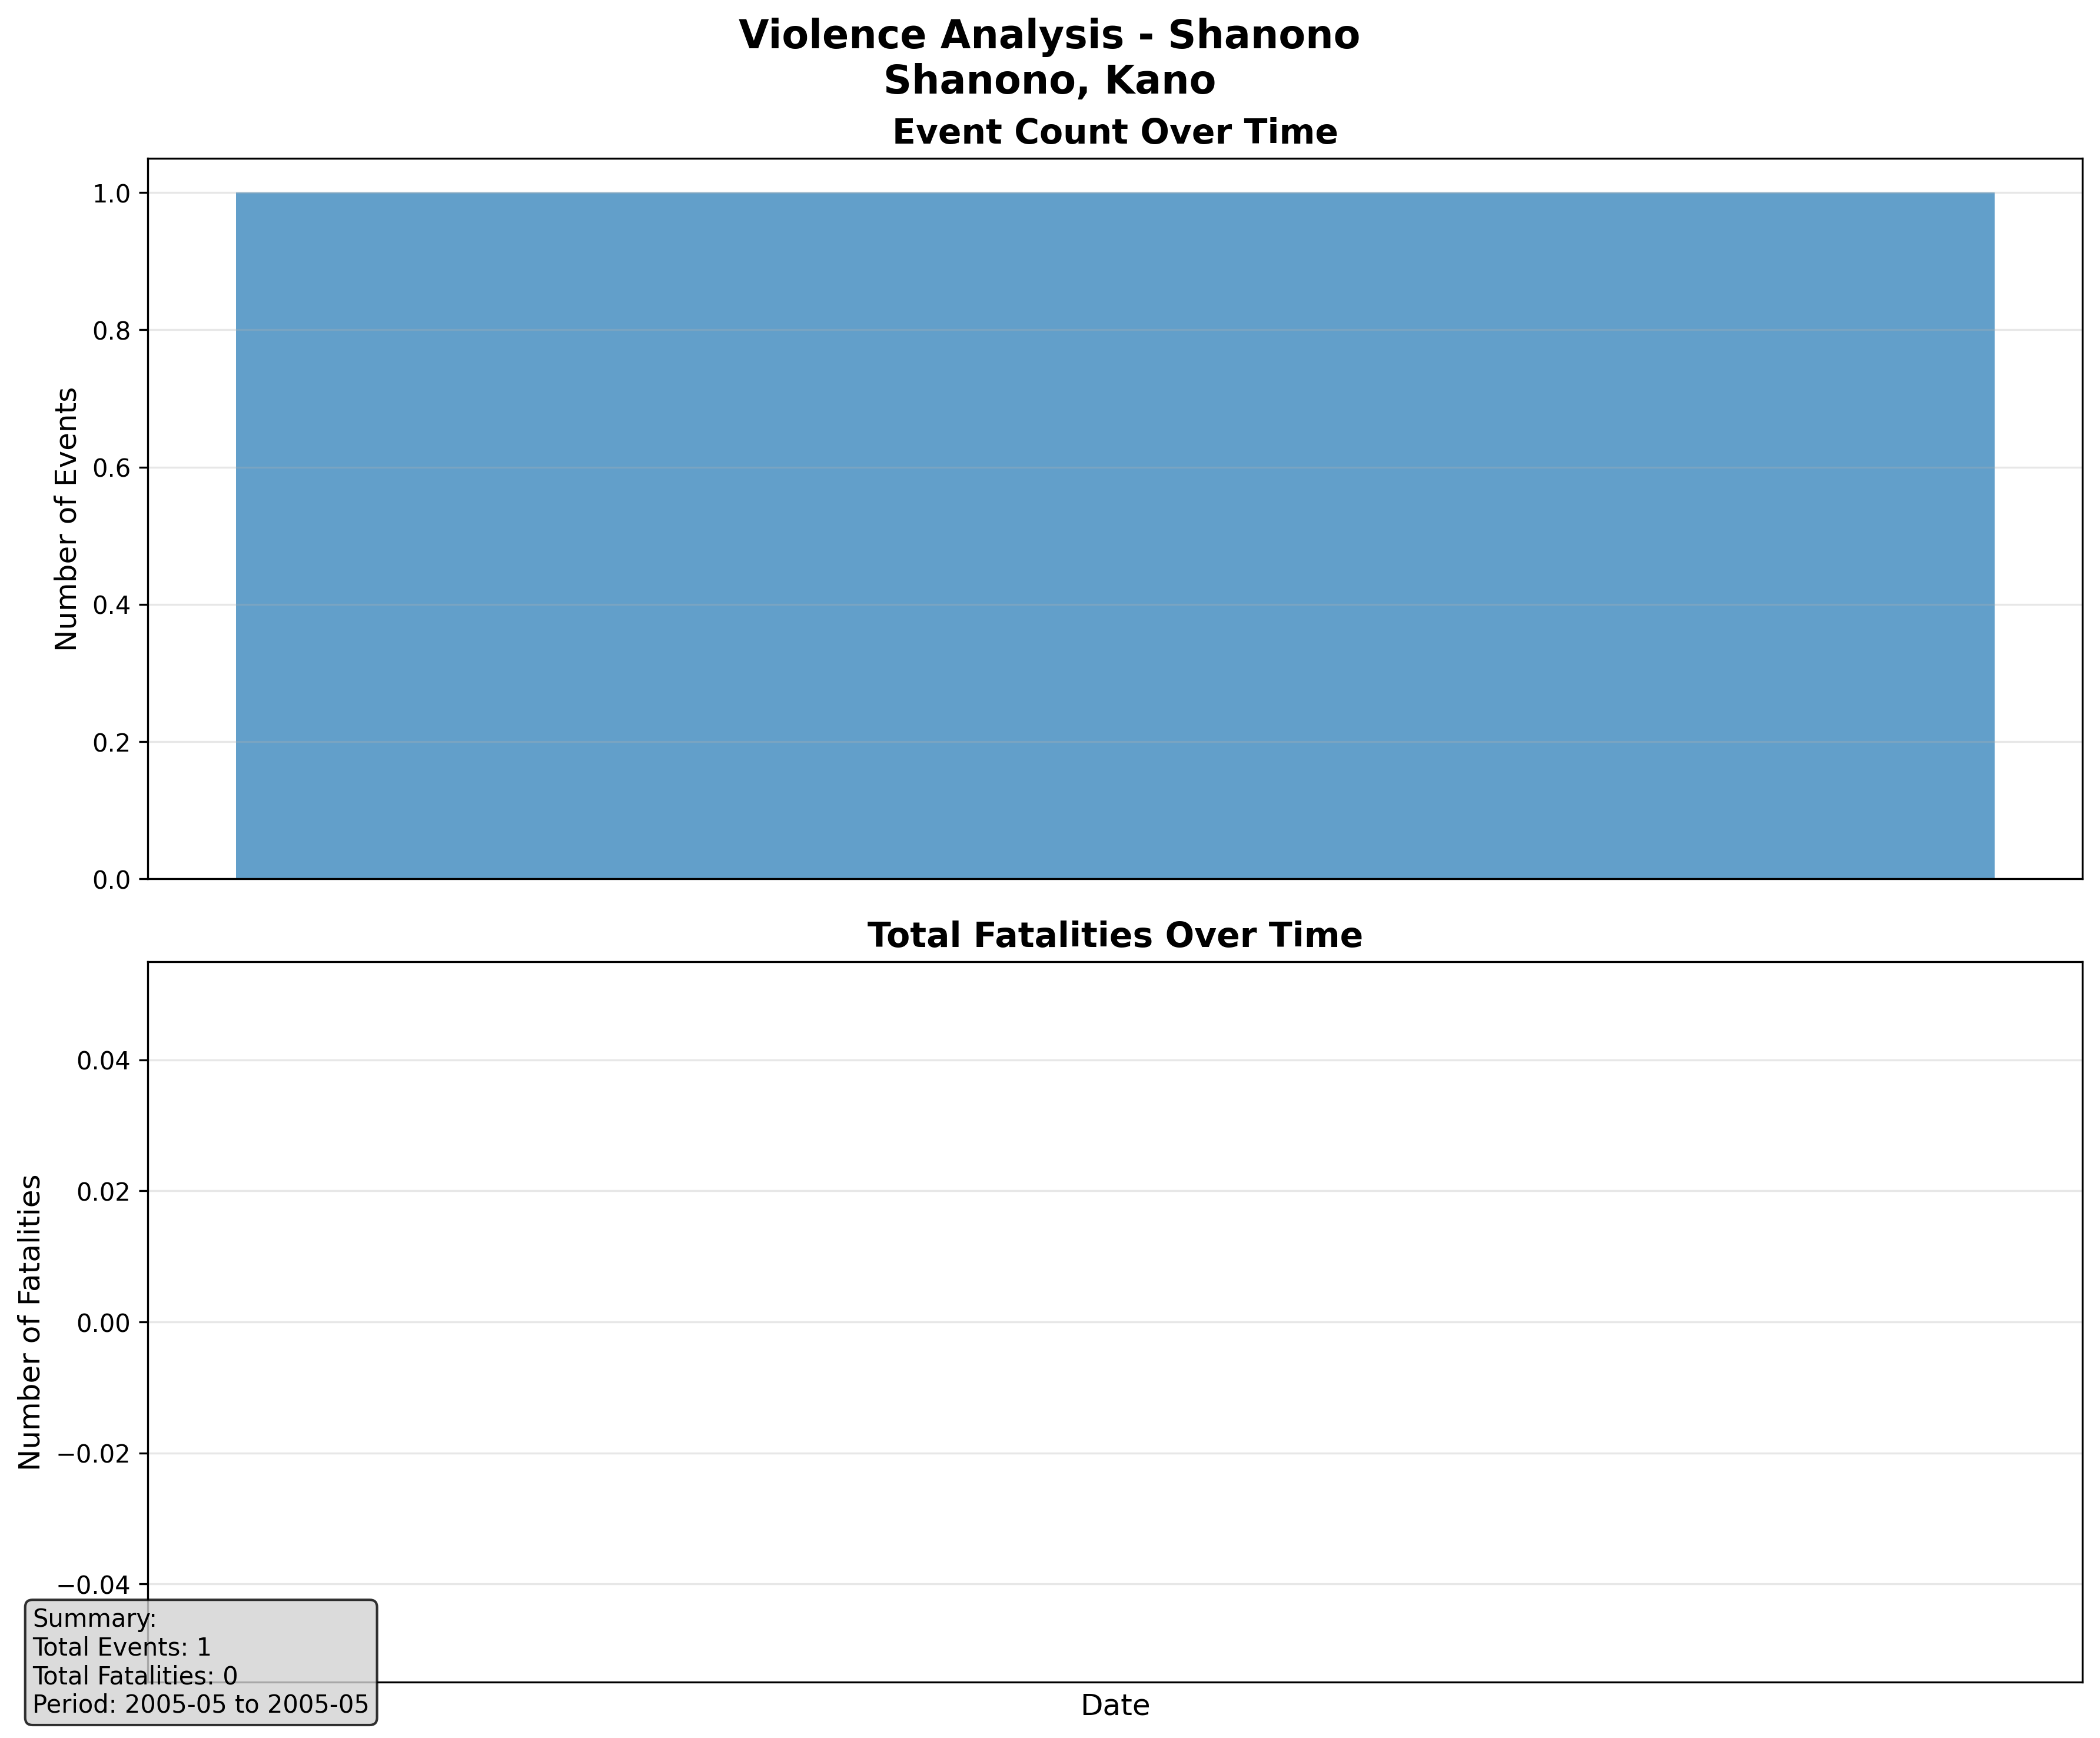 Violence Analysis - Shanono
Shanono, Kano
Event Count Over Time
1.0
0.8
0.6
0.4
0.2
0.0
Number of Events
Total Fatalities Over Time
0.04
0.02
0.00
−0.02
−0.04
Number of Fatalities
Summary:
Total Events: 1
Total Fatalities: 0
Period: 2005-05 to 2005-05
Date